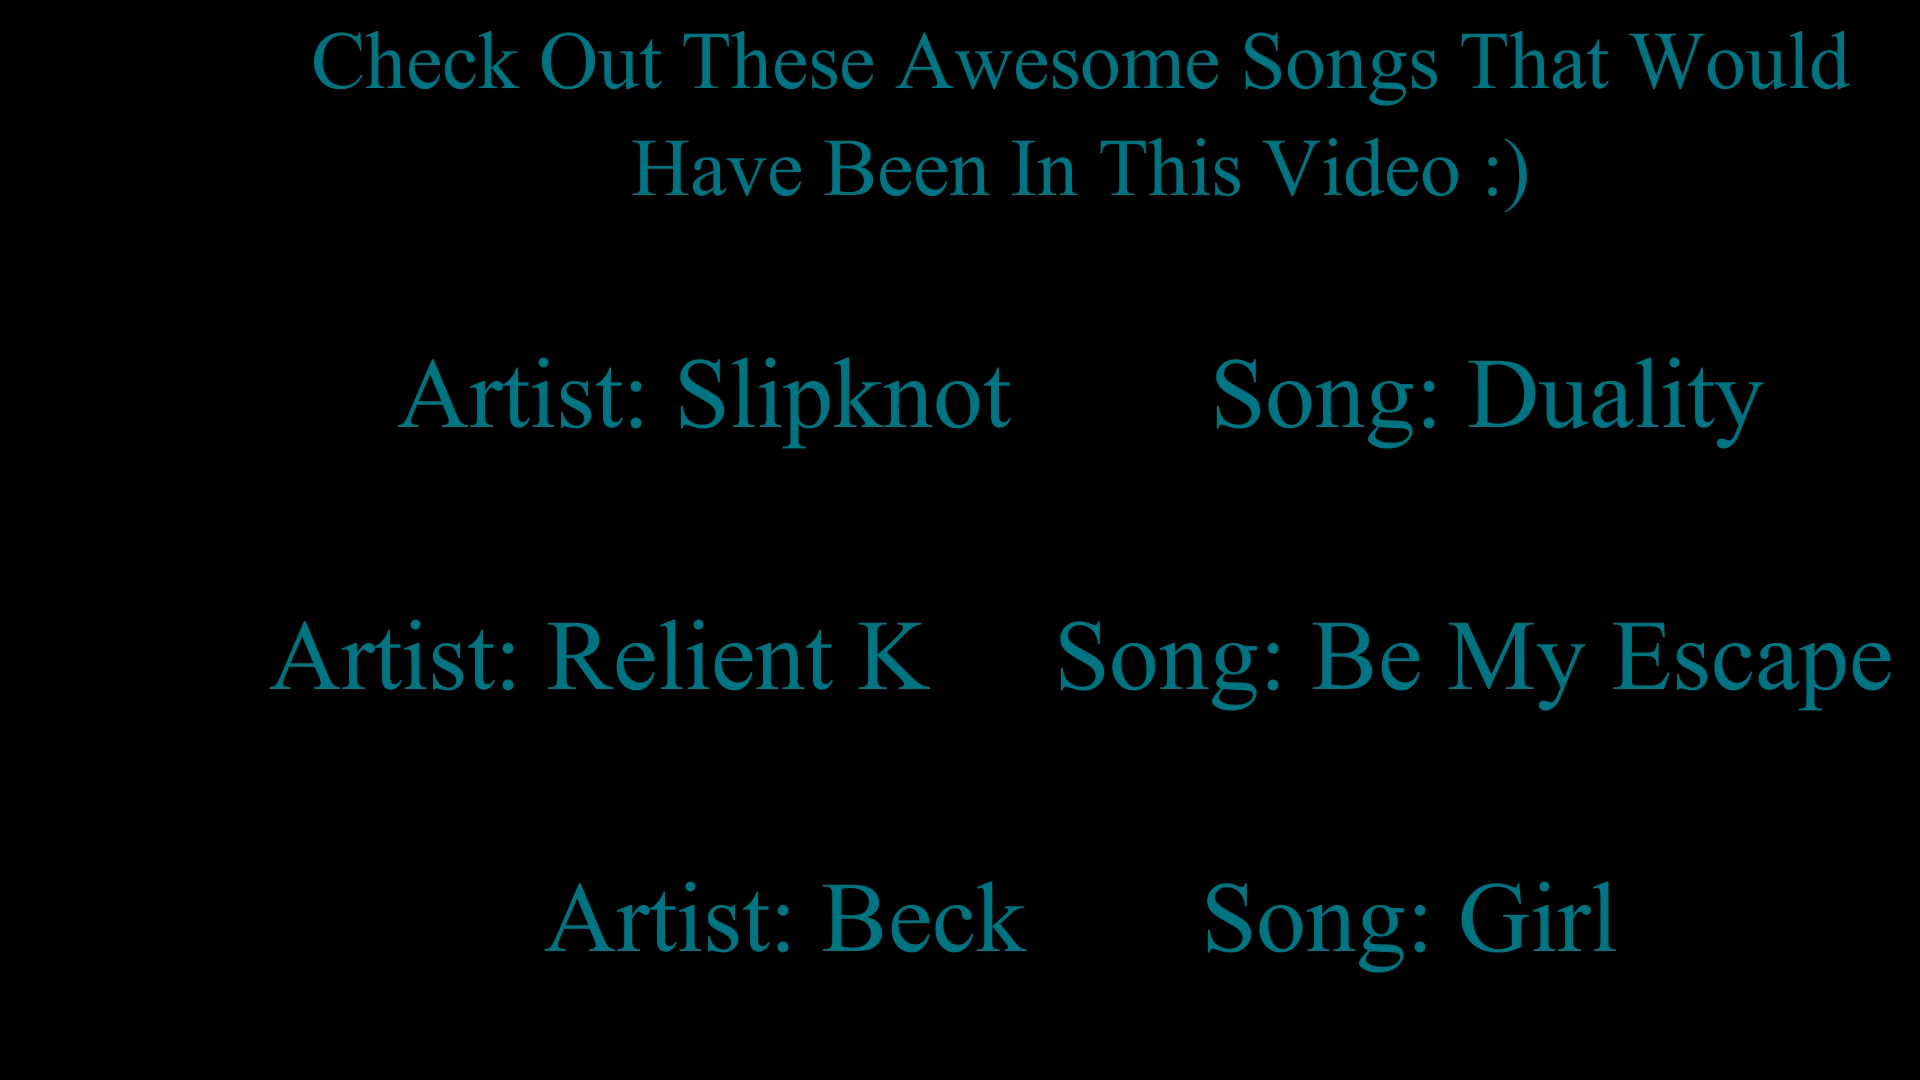 Check Out These Awesome Songs That Would
Have Been In This Video :)
Artist: Slipknot Song: Duality
Artist: Relient K Song: Be My Escape
Artist: Beck Song: Girl